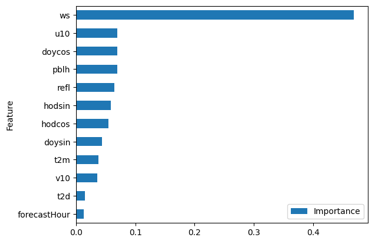 ws
u10
doycos
pblh
refl
hodsin
hodcos
doysin
t2m
v10
t2d
forecastHour
Feature
Importance
0.0 0.1 0.2 0.3 0.4